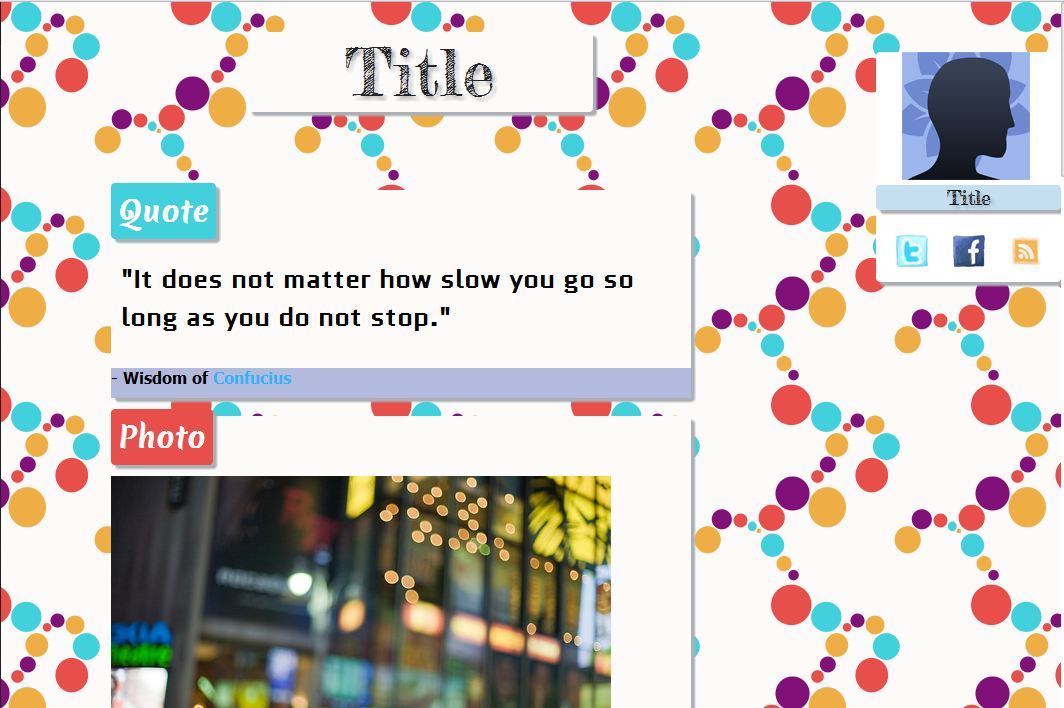 Title
Title
Quote
"It does not matter how slow you go so
long as you do not stop."
- Wisdom of Confucius
Photo